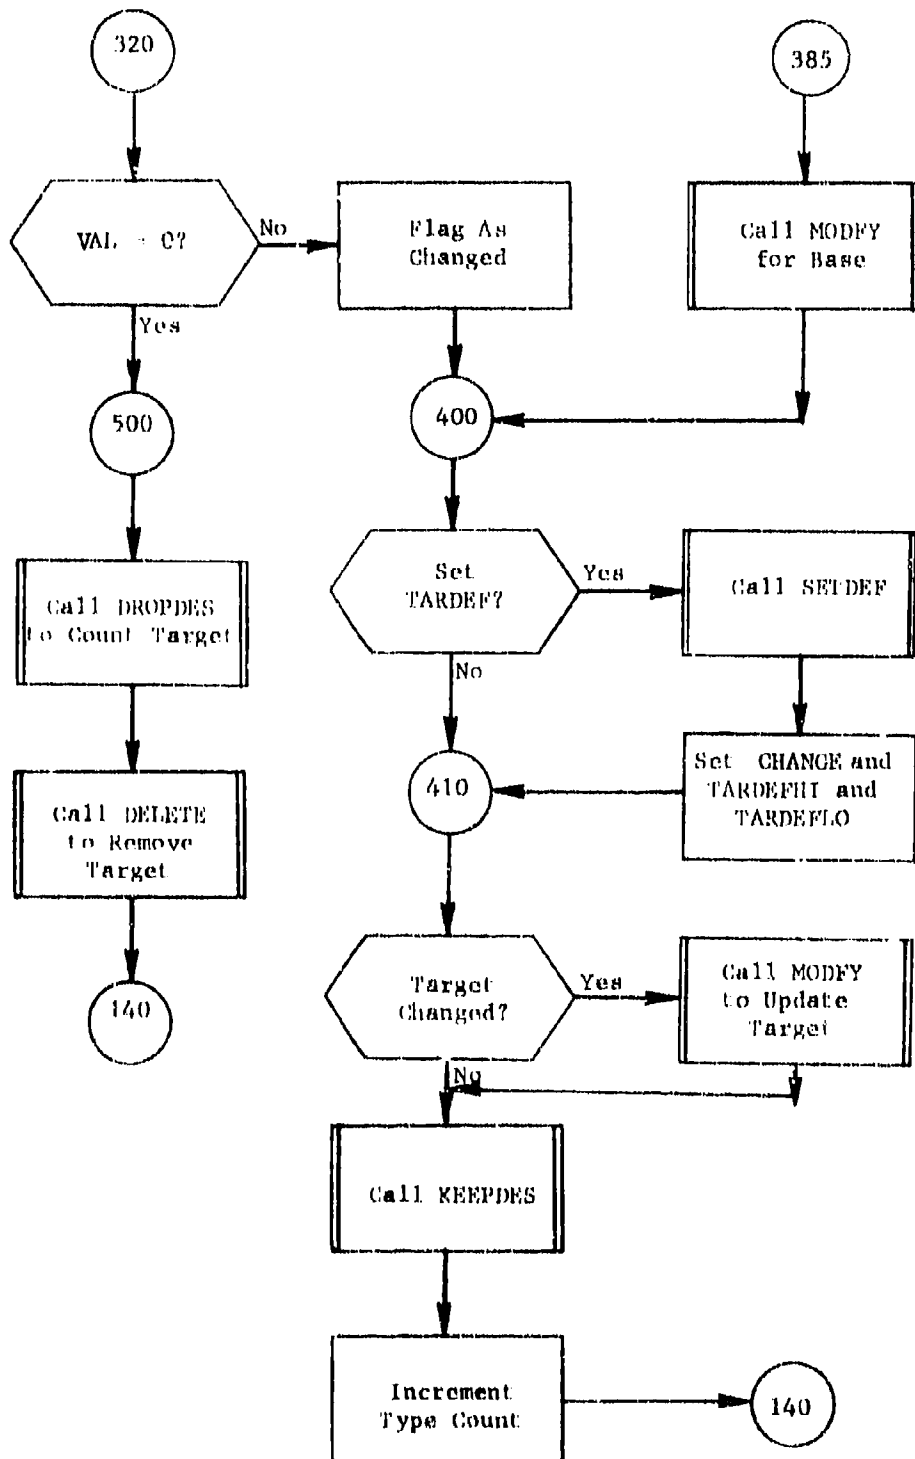 320
385
VAL = 0?
No
Flag As
Changed
Call MODFY
for Base
Yes
500
400
Call DROPDES
to Count Target
Set
TARDEF?
Yes
Call SETDEF
No
Call DELETE
to Remove
Target
410
Set CHANGE and
TARDEFHI and
TARDEFLO
140
Target
Changed?
Yes
Call MODFY
to Update
Target
No
Call KEEPDES
Increment
Type Count
140